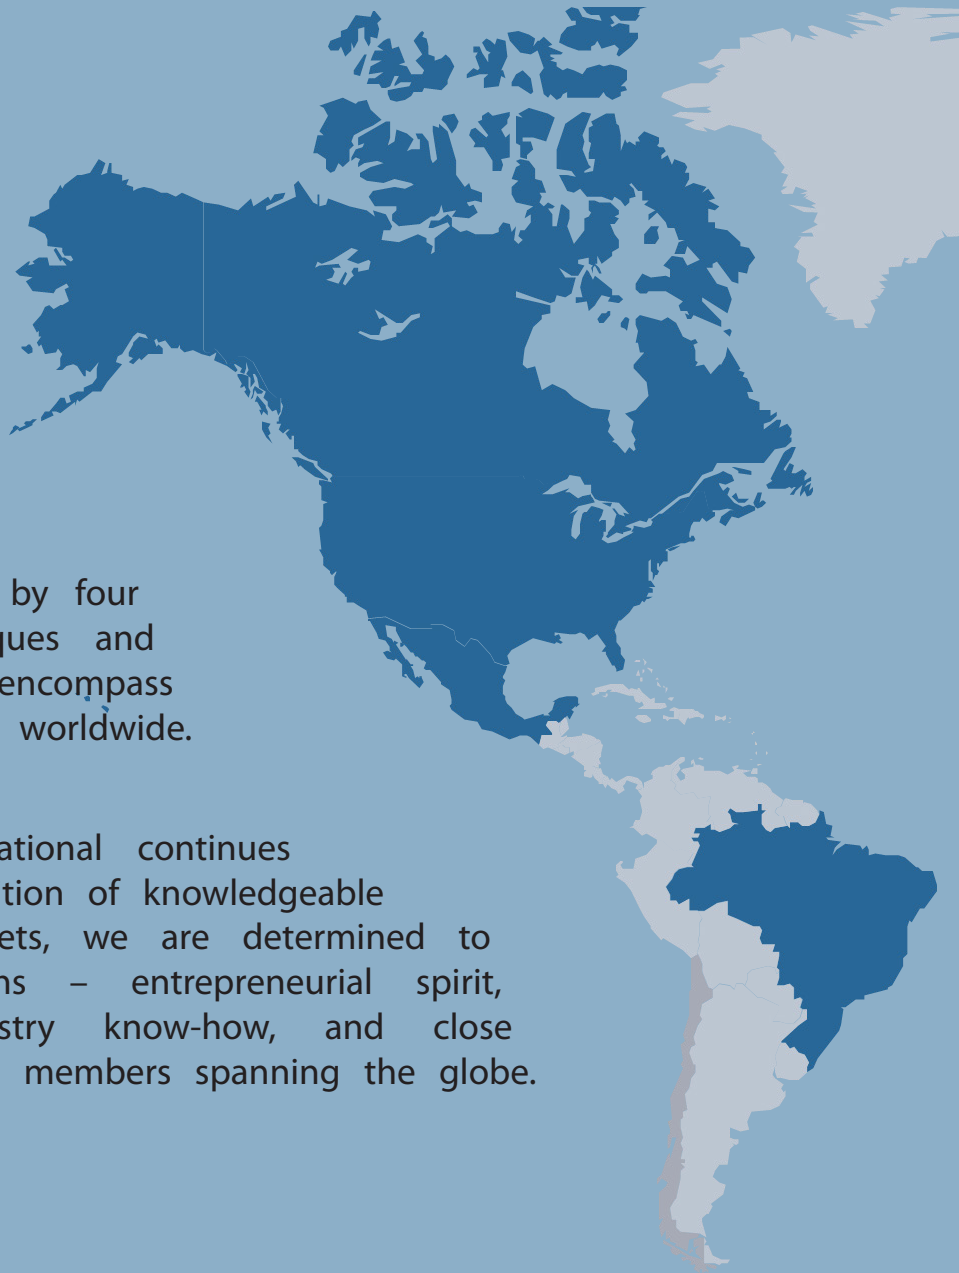 by four
ques and
encompass
worldwide.
ational continues
tion of knowledgeable
ets, we are determined to
ns – entrepreneurial spirit,
stry know-how, and close
members spanning the globe.